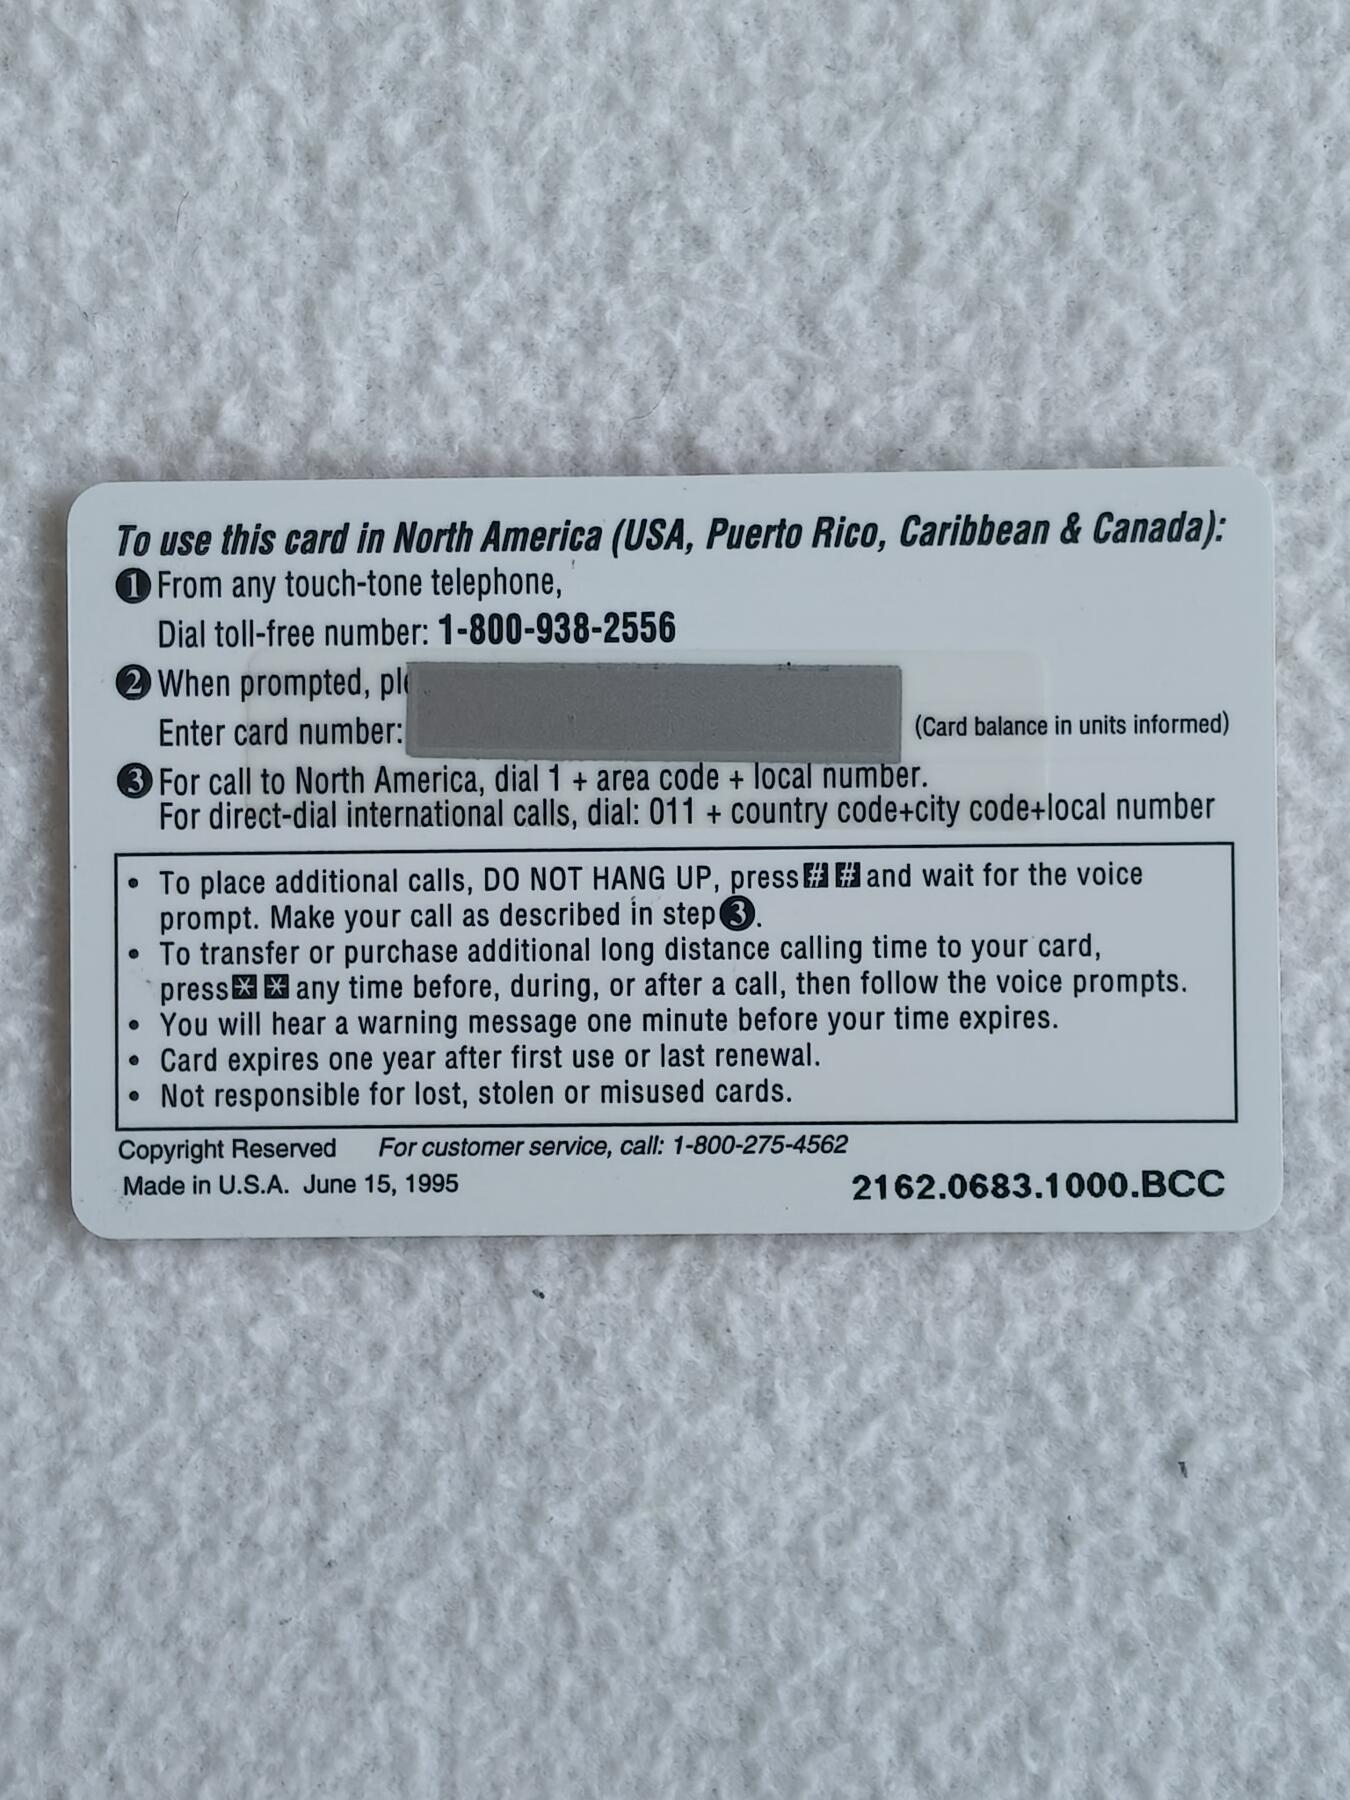 To use this card in North America (USA, Puerto Rico, Caribbean & Canada):
1 From any touch-tone telephone,
Dial toll-free number: 1-800-938-2556
2 When prompted,
Enter card number: (Card balance in units informed)
3 For call to North America, dial 1 + area code + local number.
For direct-dial international calls, dial: 011 + country code+city code+local number
• To place additional calls, DO NOT HANG UP, press # # and wait for the voice
prompt. Make your call as described in step 3.
• To transfer or purchase additional long distance calling time to your card,
press * * any time before, during, or after a call, then follow the voice prompts.
• You will hear a warning message one minute before your time expires.
• Card expires one year after first use or last renewal.
• Not responsible for lost, stolen or misused cards.
Copyright Reserved For customer service, call: 1-800-275-4562
Made in U.S.A. June 15, 1995 2162.0683.1000.BCC